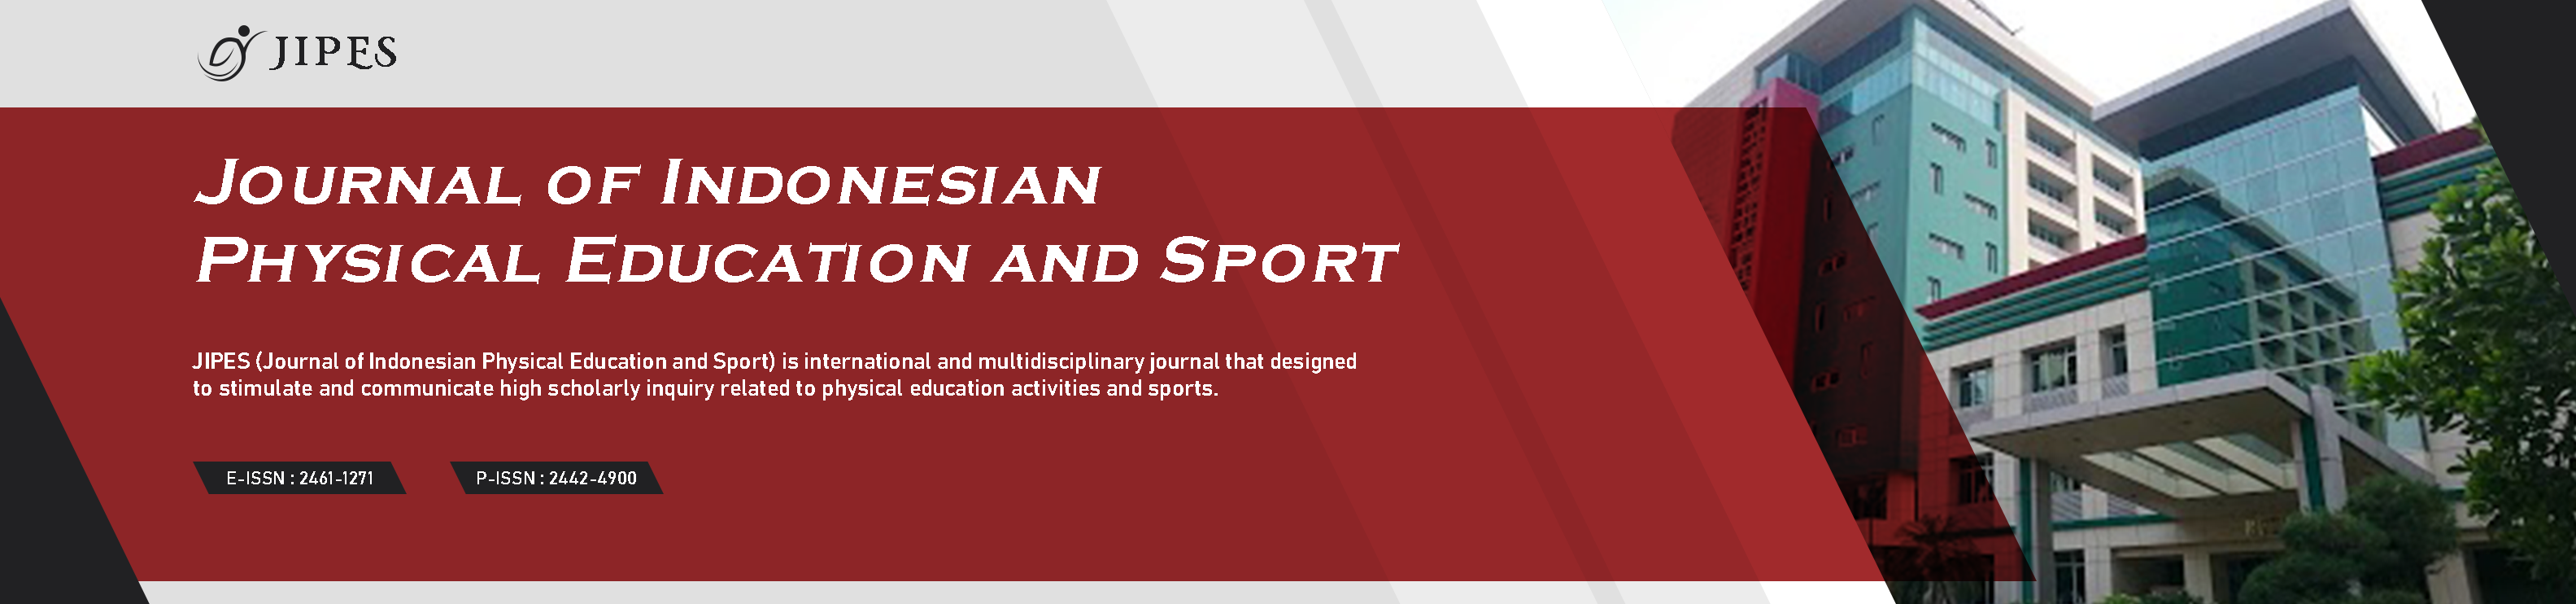 JIPES
JOURNAL OF INDONESIAN
PHYSICAL EDUCATION AND SPORT
JIPES (Journal of Indonesian Physical Education and Sport) is international and multidisciplinary journal that designed
to stimulate and communicate high scholarly inquiry related to physical education activities and sports.
E-ISSN : 2461-1271
P-ISSN : 2442-4900